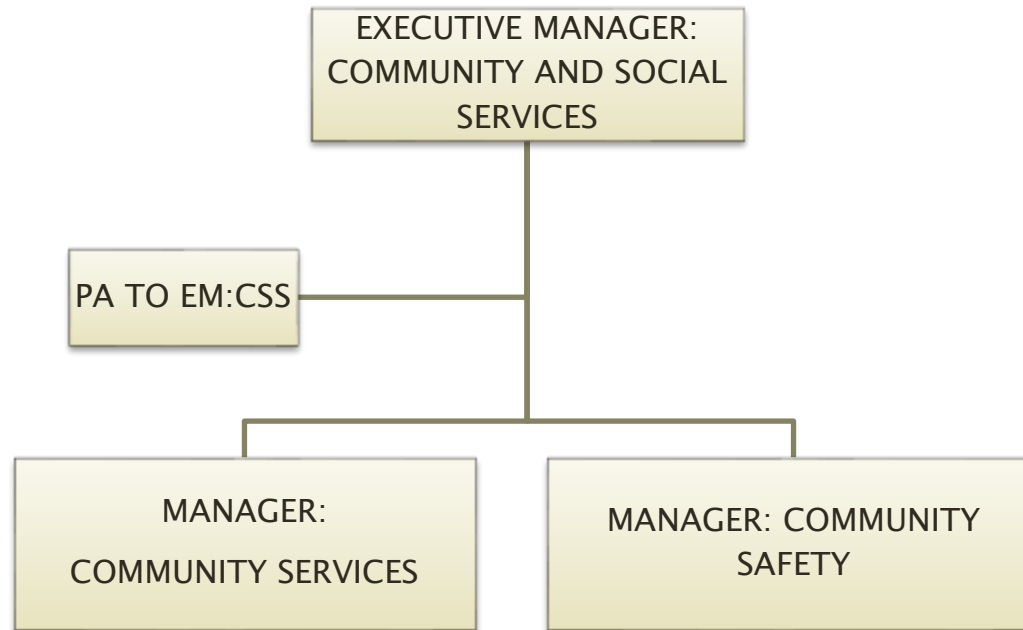 EXECUTIVE MANAGER:
COMMUNITY AND SOCIAL
SERVICES
PA TO EM:CSS
MANAGER:
COMMUNITY SERVICES
MANAGER: COMMUNITY
SAFETY